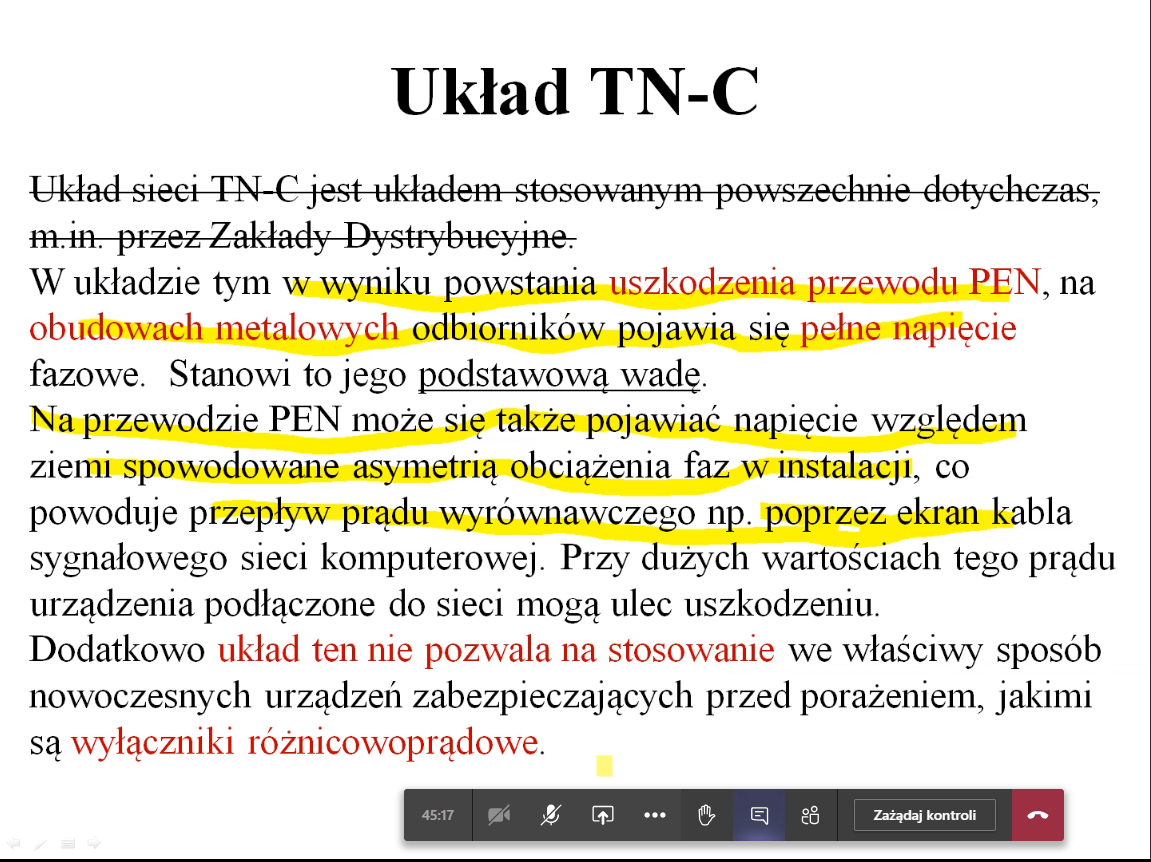 Układ TN-C
Układ sieci TN-C jest układem stosowanym powszechnie dotychczas,
m.in. przez Zakłady Dystrybucyjne.
W układzie tym w wyniku powstania uszkodzenia przewodu PEN, na
obudowach metalowych odbiorników pojawia się pełne napięcie
fazowe. Stanowi to jego podstawową wadę.
Na przewodzie PEN może się także pojawiać napięcie względem
ziemi spowodowane asymetrią obciążenia faz w instalacji, co
powoduje przepływ prądu wyrównawczego np. poprzez ekran kabla
sygnałowego sieci komputerowej. Przy dużych wartościach tego prądu
urządzenia podłączone do sieci mogą ulec uszkodzeniu.
Dodatkowo układ ten nie pozwala na stosowanie we właściwy sposób
nowoczesnych urządzeń zabezpieczających przed porażeniem, jakimi
są wyłączniki różnicowoprądowe.
45:17
Zażądaj kontroli